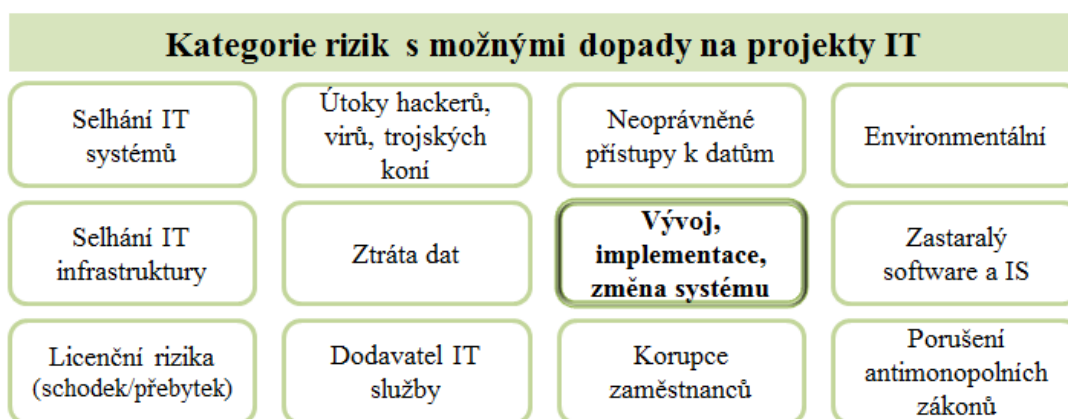 Kategorie rizik s možnými dopady na projekty IT
Selhání IT
systémů
Útoky hackerů,
virů, trojských
koní
Neoprávněné
přístupy k datům
Environmentální
Selhání IT
infrastruktury
Ztráta dat
Vývoj,
implementace,
změna systému
Zastaralý
software a IS
Licenční rizika
(schodek/přebytek)
Dodavatel IT
služby
Korupce
zaměstnanců
Porušení
antimonopolních
zákonů